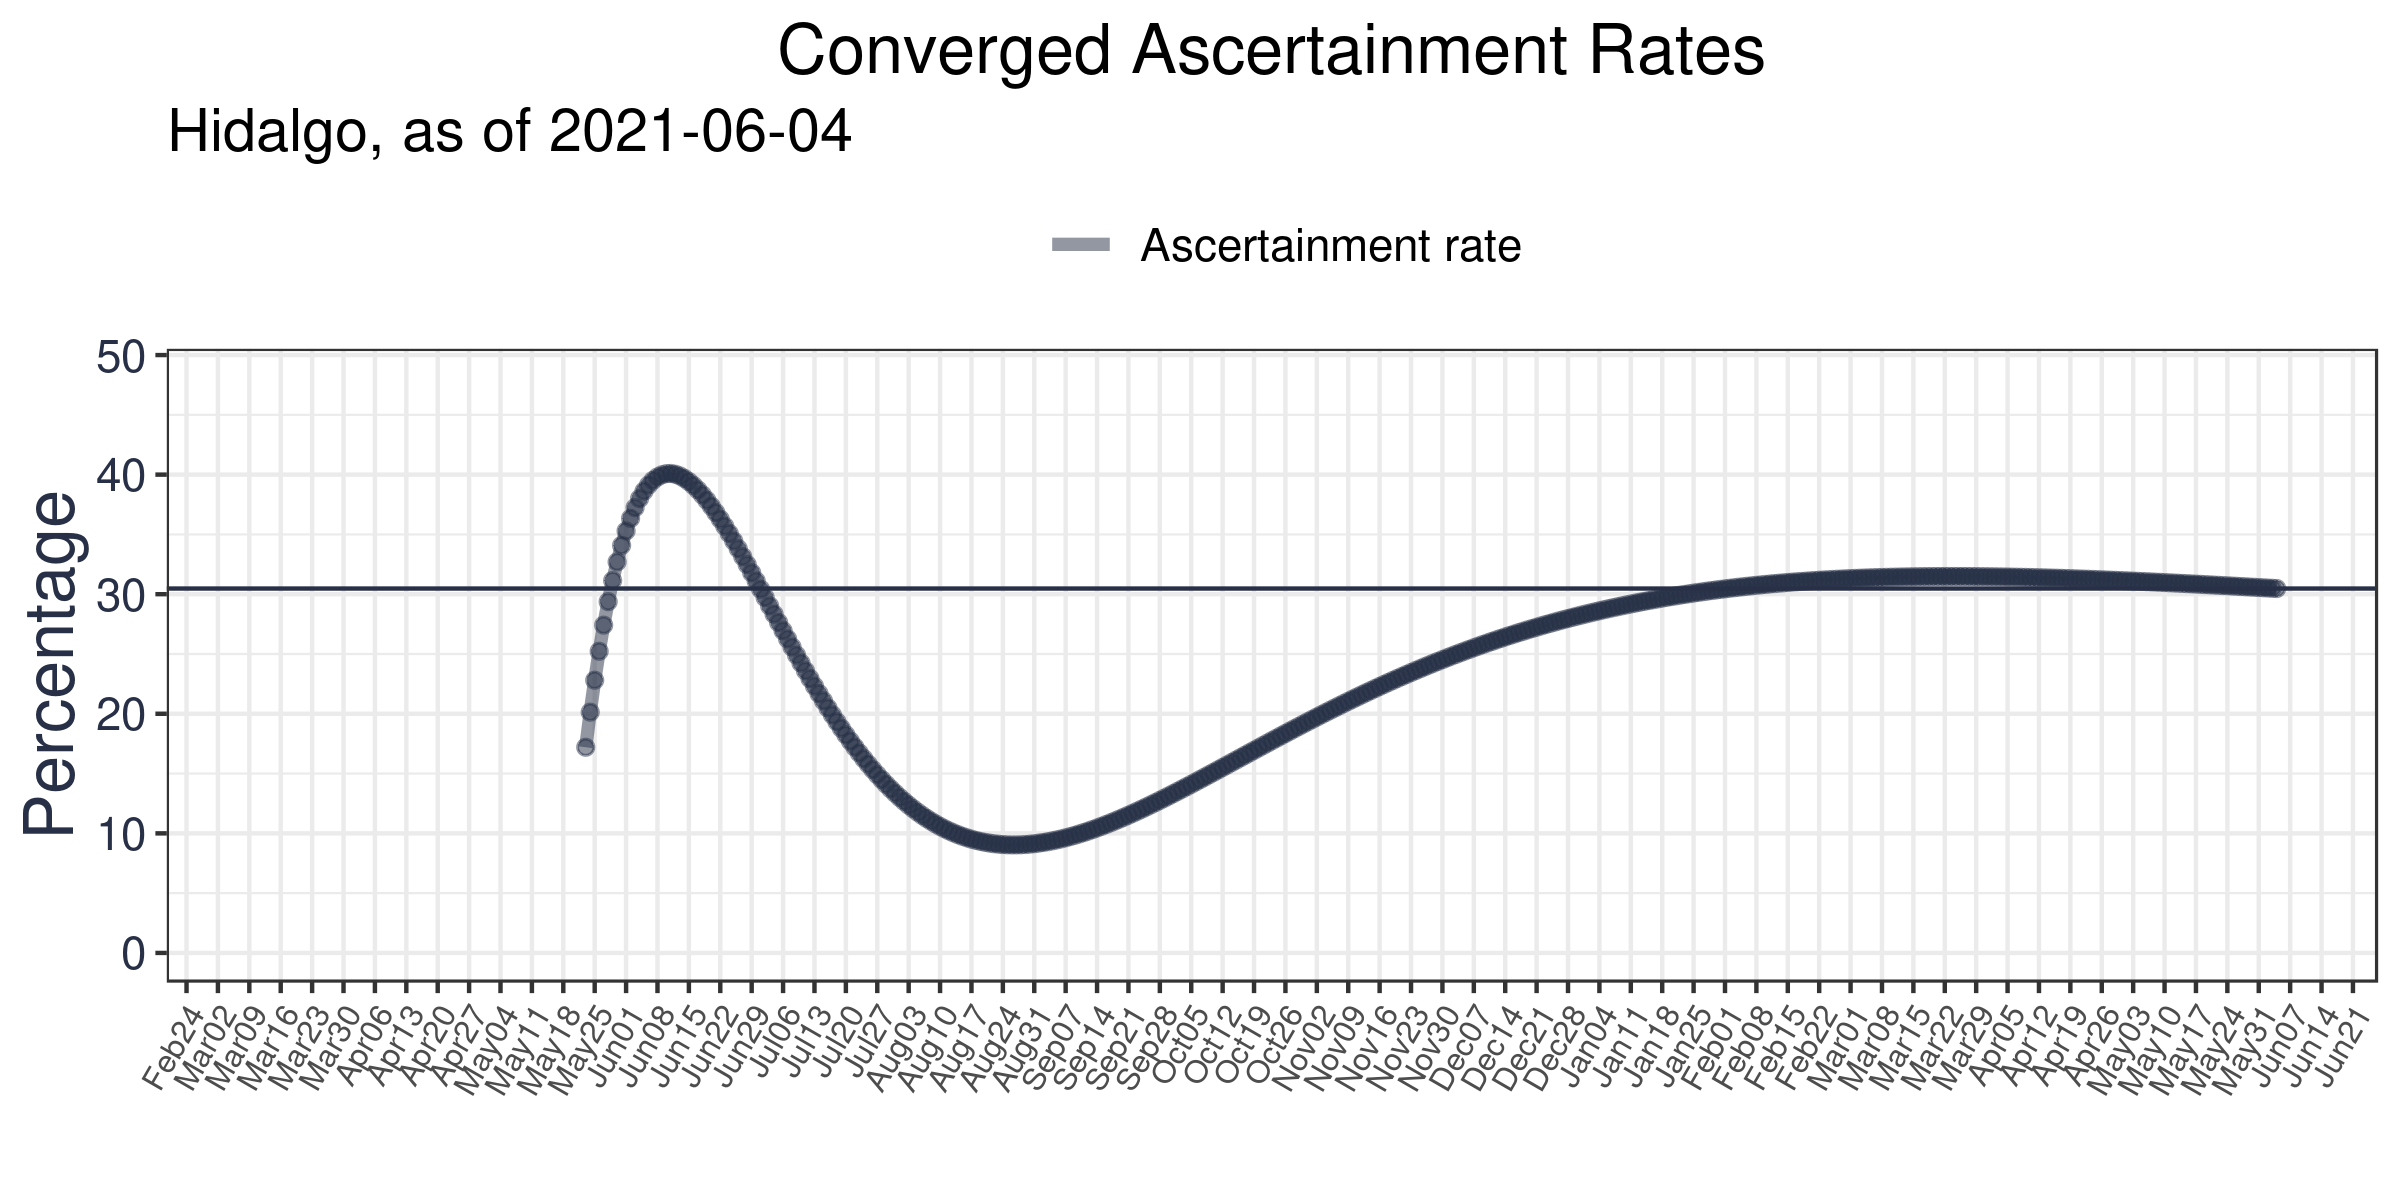 Converged Ascertainment Rates
Hidalgo, as of 2021-06-04
Ascertainment rate
Percentage
50
40
30
20
10
0
Feb24 Mar02 Mar09 Mar16 Mar23 Mar30 Apr06 Apr13 Apr20 Apr27 May04 May11 May18 May25 Jun01 Jun08 Jun15 Jun22 Jun29 Jul06 Jul13 Jul20 Jul27 Aug03 Aug10 Aug17 Aug24 Aug31 Sep07 Sep14 Sep21 Sep28 Oct05 Oct12 Oct19 Oct26 Nov02 Nov09 Nov16 Nov23 Nov30 Dec07 Dec14 Dec21 Dec28 Jan04 Jan11 Jan18 Jan25 Feb01 Feb08 Feb15 Feb22 Mar01 Mar08 Mar15 Mar22 Mar29 Apr05 Apr12 Apr19 Apr26 May03 May10 May17 May24 May31 Jun07 Jun14 Jun21